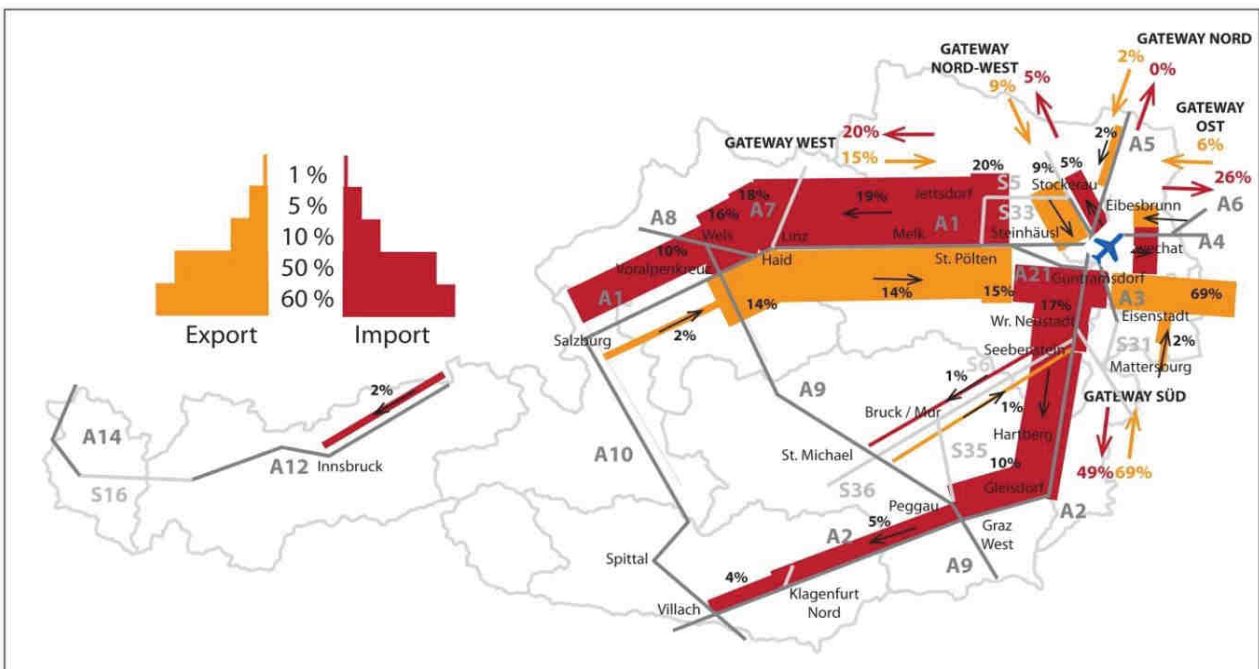 GATEWAY NORD
GATEWAY
NORD-WEST
2%
0%
5%
9%
GATEWAY
OST
6%
26%
GATEWAY WEST
20%
15%
1 %
5 %
10 %
50 %
60 %
Export
Import
2%
A5
20%
9%
5%
S5
Stockerau
Jettsdorf
18%
19%
16%
A7
A8
A1
S33
Eibesbrunn
A6
Wels
Linz
Melk
Steinhäusl
A4
wechat
10%
Voralpenkreuz
Haid
St. Pölten
A21
Guntramsdorf
A1
14%
14%
15%
17%
A3
69%
Eisenstadt
Wr. Neustadt
Salzburg
2%
Seebenstein
S31
2%
Mattersburg
S6
1%
GATEWAY SÜD
2%
A9
Bruck / Mur
1%
Hartberg
A14
A12
Innsbruck
A10
St. Michael
S35
10%
49%
69%
S16
S36
Gleisdorf
Peggau
A2
5%
A2
Graz
West
Spittal
A9
4%
Klagenfurt
Nord
Villach